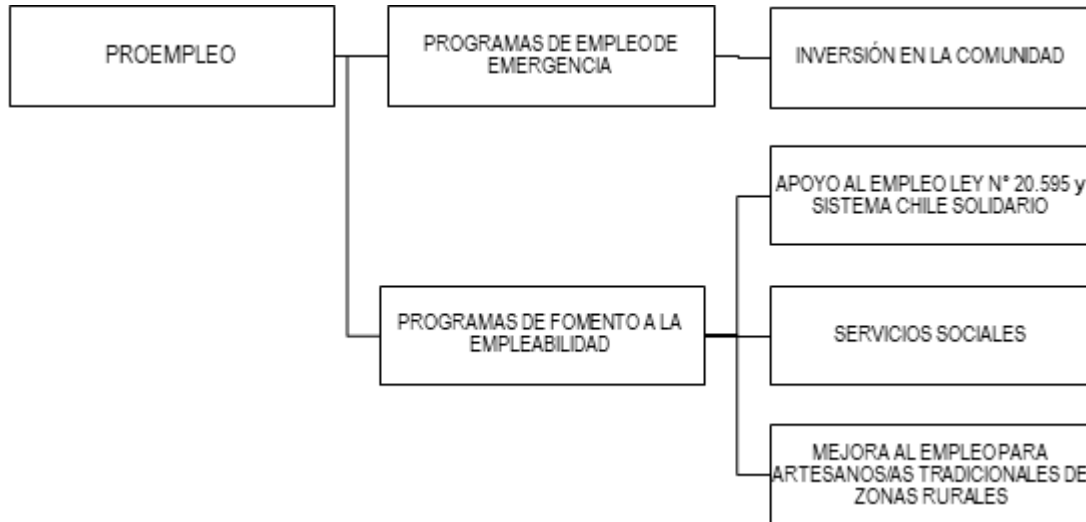 PROEMPLEO
PROGRAMAS DE EMPLEO DE
EMERGENCIA
INVERSIÓN EN LA COMUNIDAD
APOYO AL EMPLEO LEY N° 20.595 y
SISTEMA CHILE SOLIDARIO
PROGRAMAS DE FOMENTO A LA
EMPLEABILIDAD
SERVICIOS SOCIALES
MEJORA AL EMPLEO PARA
ARTESANOS/AS TRADICIONALES DE
ZONAS RURALES